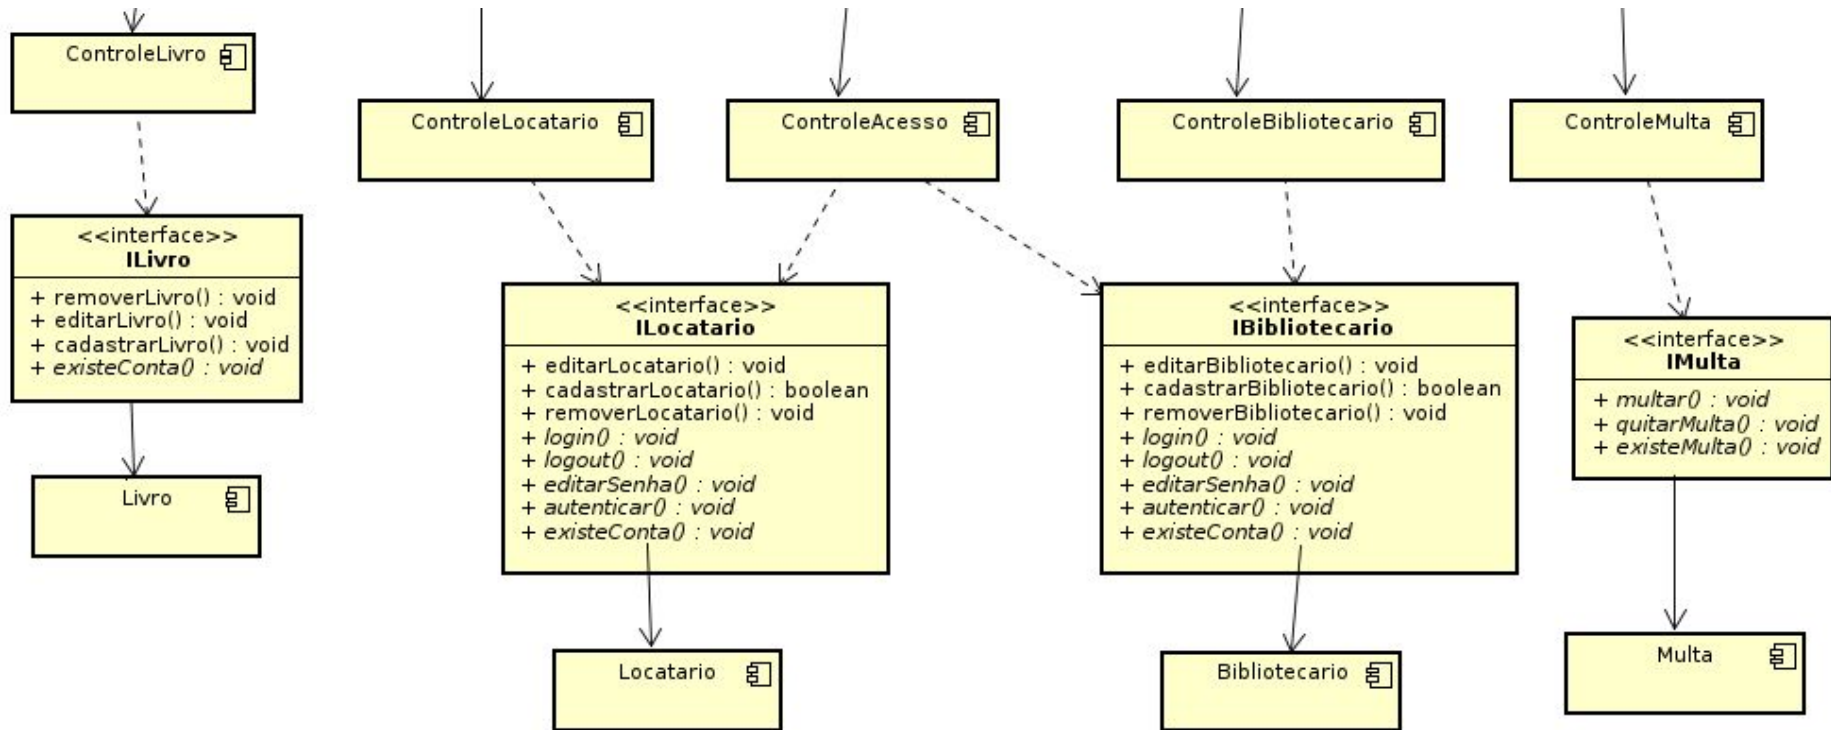 ControleLivro
ControleLocatario
ControleAcesso
ControleBibliotecario
ControleMulta
<<interface>>
ILivro
+ removerLivro() : void
+ editarLivro() : void
+ cadastrarLivro() : void
+ existeConta() : void
<<interface>>
ILocatario
+ editarLocatario() : void
+ cadastrarLocatario() : boolean
+ removerLocatario() : void
+ login() : void
+ logout() : void
+ editarSenha() : void
+ autenticar() : void
+ existeConta() : void
<<interface>>
IBibliotecario
+ editarBibliotecario() : void
+ cadastrarBibliotecario() : boolean
+ removerBibliotecario() : void
+ login() : void
+ logout() : void
+ editarSenha() : void
+ autenticar() : void
+ existeConta() : void
<<interface>>
IMulta
+ multar() : void
+ quitarMulta() : void
+ existeMulta() : void
Livro
Locatario
Bibliotecario
Multa